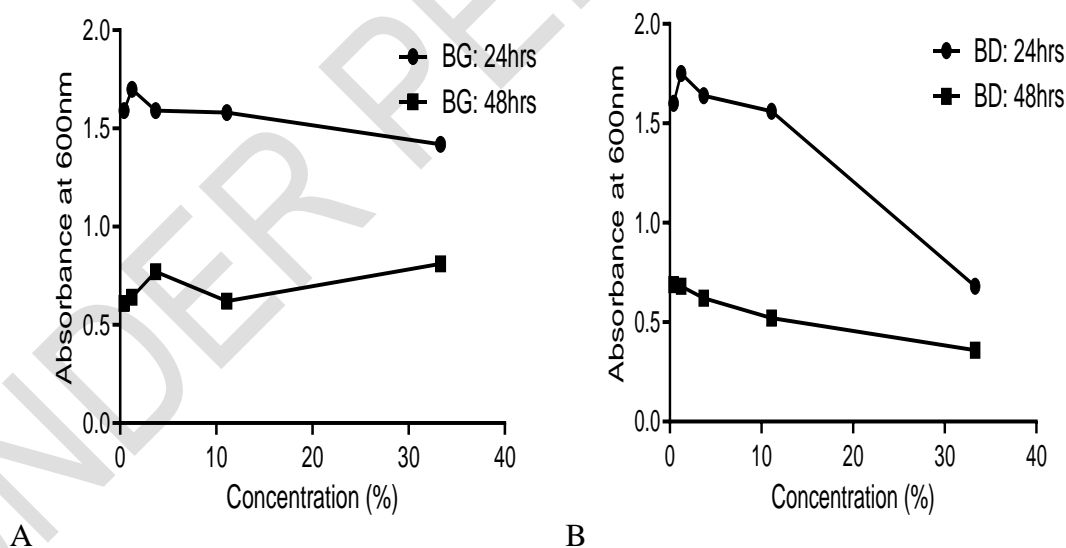 2.0
1.5
1.0
0.5
0.0
0
10
20
30
40
Absorbance at 600nm
Concentration (%)
BG: 24hrs
BG: 48hrs
A
2.0
1.5
1.0
0.5
0.0
0
10
20
30
40
Absorbance at 600nm
Concentration (%)
BD: 24hrs
BD: 48hrs
B
NDER PE